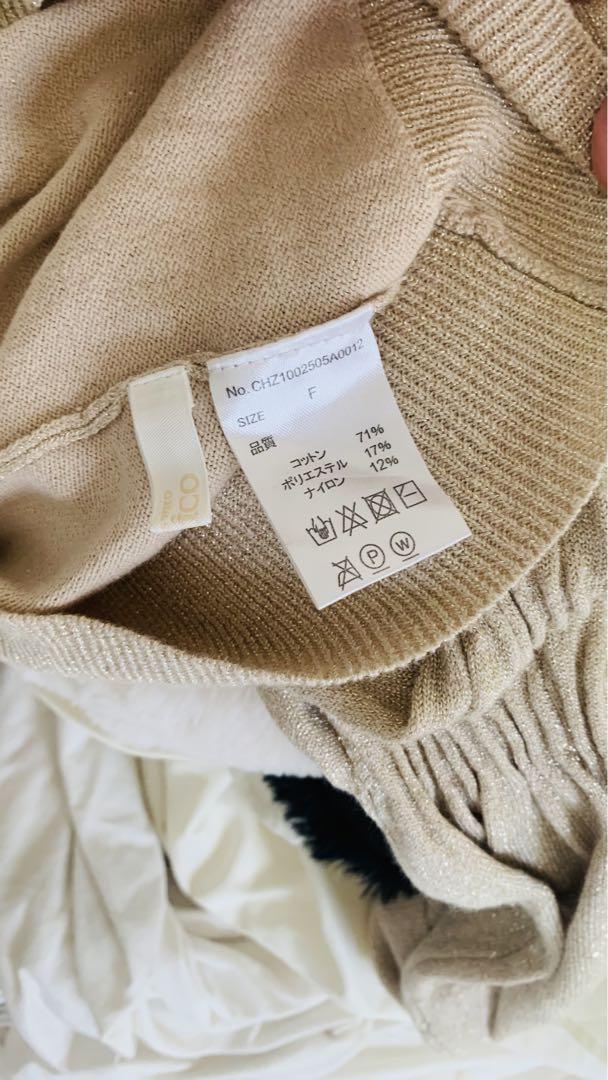 No. CHZ1002505A0012
SIZE F
品質
コットン 71%
ポリエステル 17%
ナイロン 12%
P W